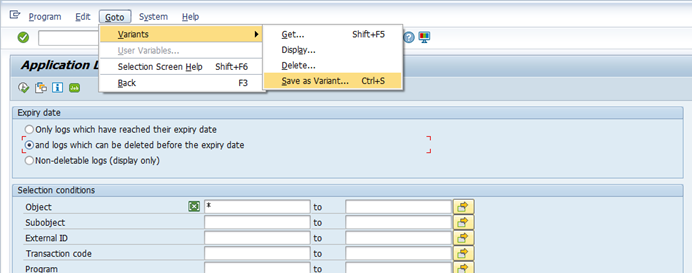 Program Edit Goto System Help
Variants
User Variables...
Selection Screen Help Shift+F6
Back F3
Get... Shift+F5
Display...
Delete...
Save as Variant... Ctrl+S
Application
Expiry date
Only logs which have reached their expiry date
and logs which can be deleted before the expiry date
Non-deletable logs (display only)
Selection conditions
Object * to
Subobject to
External ID to
Transaction code to
Program to